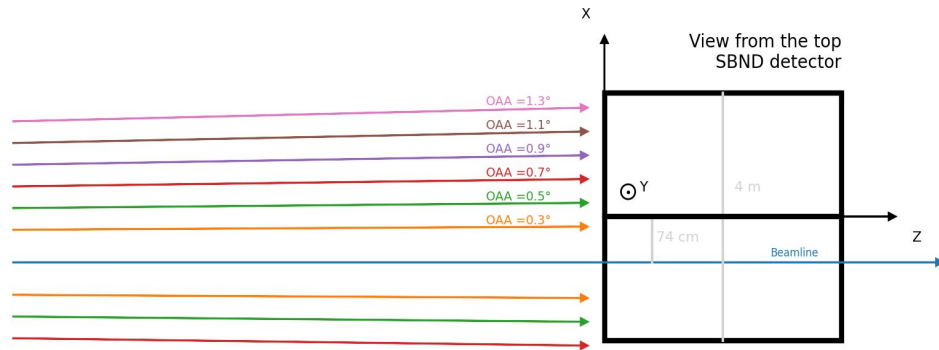 X
View from the top
SBND detector
OAA =1.3°
OAA =1.1°
OAA =0.9°
OAA =0.7°
OAA =0.5°
OAA =0.3°
Y
4 m
74 cm
Z
Beamline